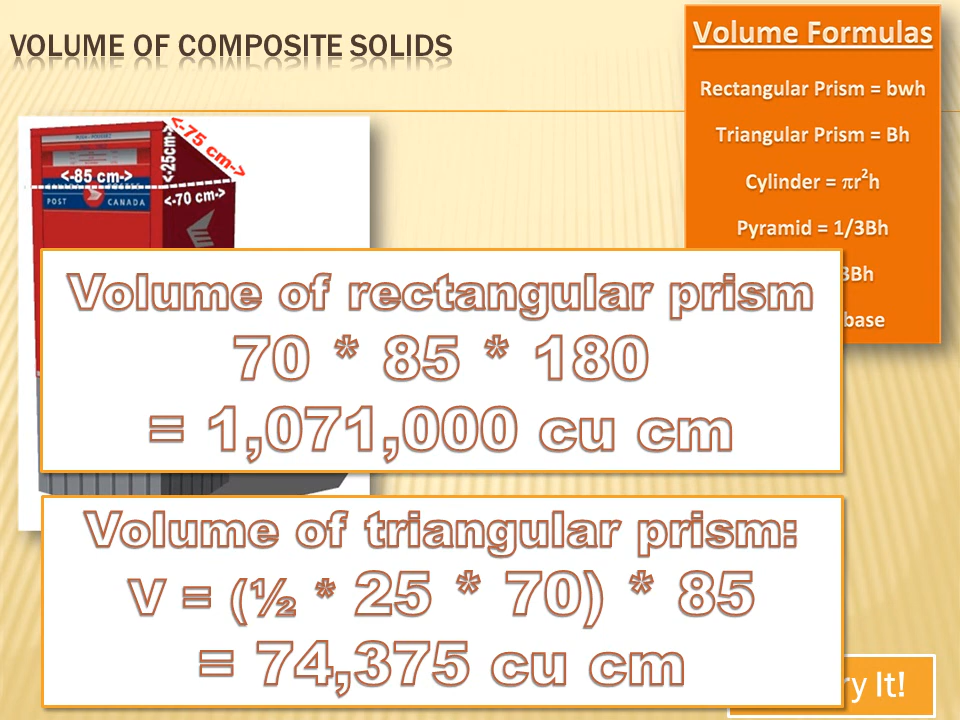 VOLUME OF COMPOSITE SOLIDS
Volume Formulas
Rectangular Prism = bwh
Triangular Prism = Bh
Cylinder = πr²h
Pyramid = 1/3Bh
3Bh
base
<-75 cm->
<-25cm->
<-85 cm->
<-70 cm->
POST CANADA
Volume of rectangular prism
70 * 85 * 180
= 1,071,000 cu cm
Volume of triangular prism:
V = (½ * 25 * 70) * 85
= 74,375 cu cm
ry It!